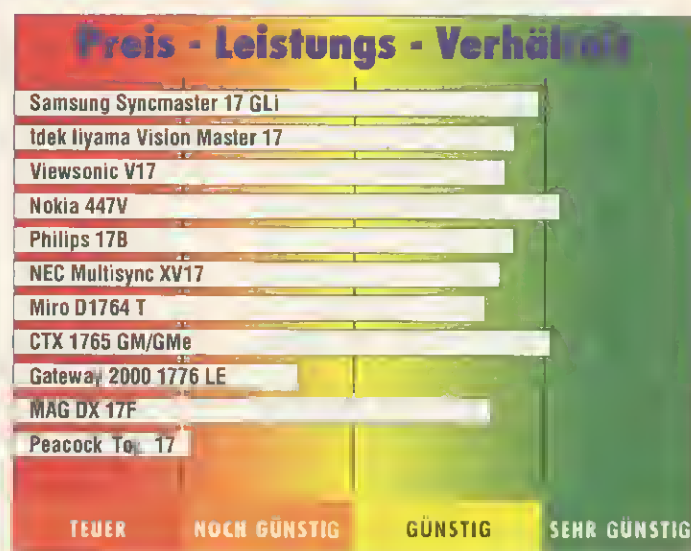 Preis - Leistungs - Verhältnis
Samsung Syncmaster 17 GLi
Idek Iiyama Vision Master 17
Viewsonic V17
Nokia 447V
Philips 17B
NEC Multisync XV17
Miro D1764 T
CTX 1765 GM/GMe
Gateway 2000 1776 LE
MAG DX 17F
Peacock 17
TEUER NOCH GÜNSTIG GÜNSTIG SEHR GÜNSTIG